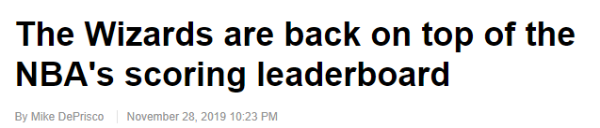 The Wizards are back on top of the
NBA's scoring leaderboard
By Mike DePrisco November 28, 2019 10:23 PM